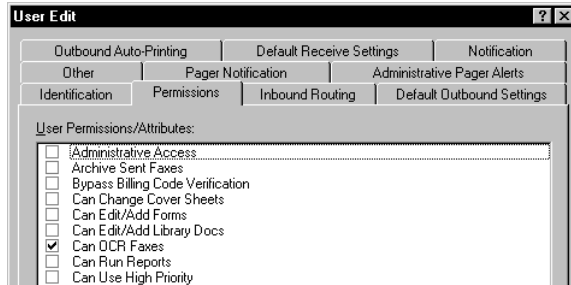 User Edit
Outbound Auto-Printing Default Receive Settings Notification
Other Pager Notification Administrative Pager Alerts
Identification Permissions Inbound Routing Default Outbound Settings
User Permissions/Attributes:
Administrative Access
Archive Sent Faxes
Bypass Billing Code Verification
Can Change Cover Sheets
Can Edit/Add Forms
Can Edit/Add Library Docs
Can OCR Faxes
Can Run Reports
Can Use High Priority